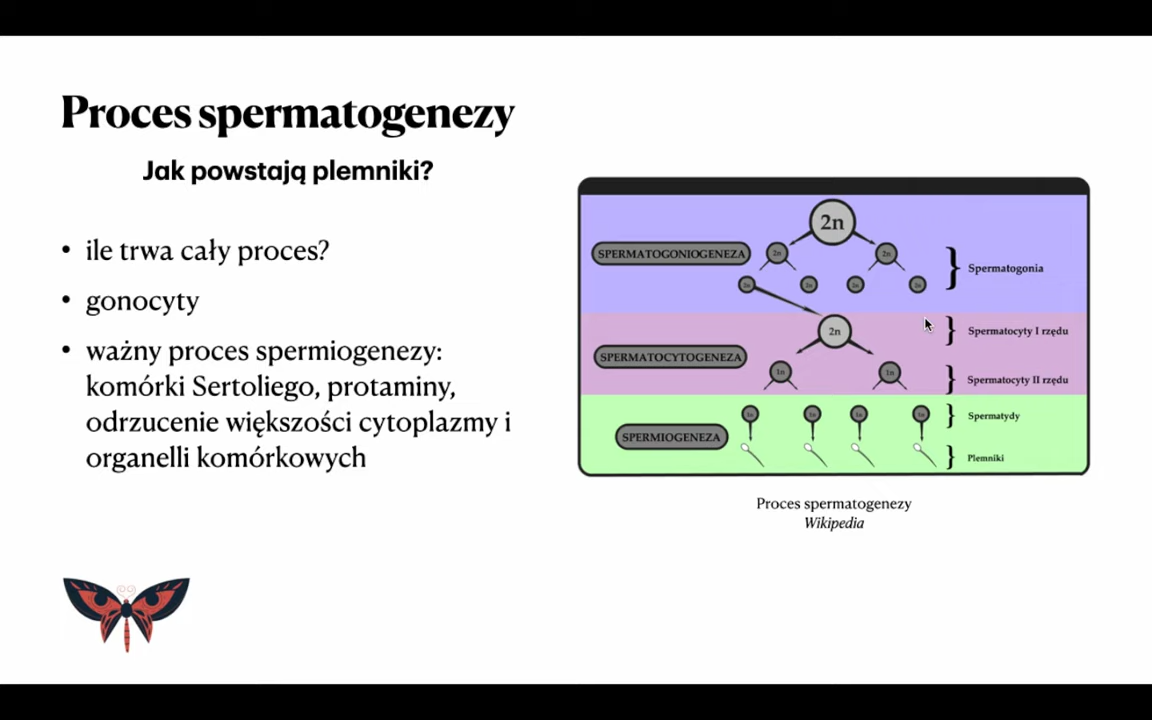 Proces spermatogenezy
Jak powstają plemniki?
• ile trwa cały proces?
• gonocyty
• ważny proces spermiogenezy:
komórki Sertoliego, protaminy,
odrzucenie większości cytoplazmy i
organelli komórkowych
2n
SPERMATOGONIOGENEZA
2n
2n
Spermatogonia
2n
Spermatocyty I rzędu
SPERMATOCYTOGENEZA
1n
1n
Spermatocyty II rzędu
1n
1n
1n
1n
Spermatydy
SPERMIOGENEZA
Plemniki
Proces spermatogenezy
Wikipedia